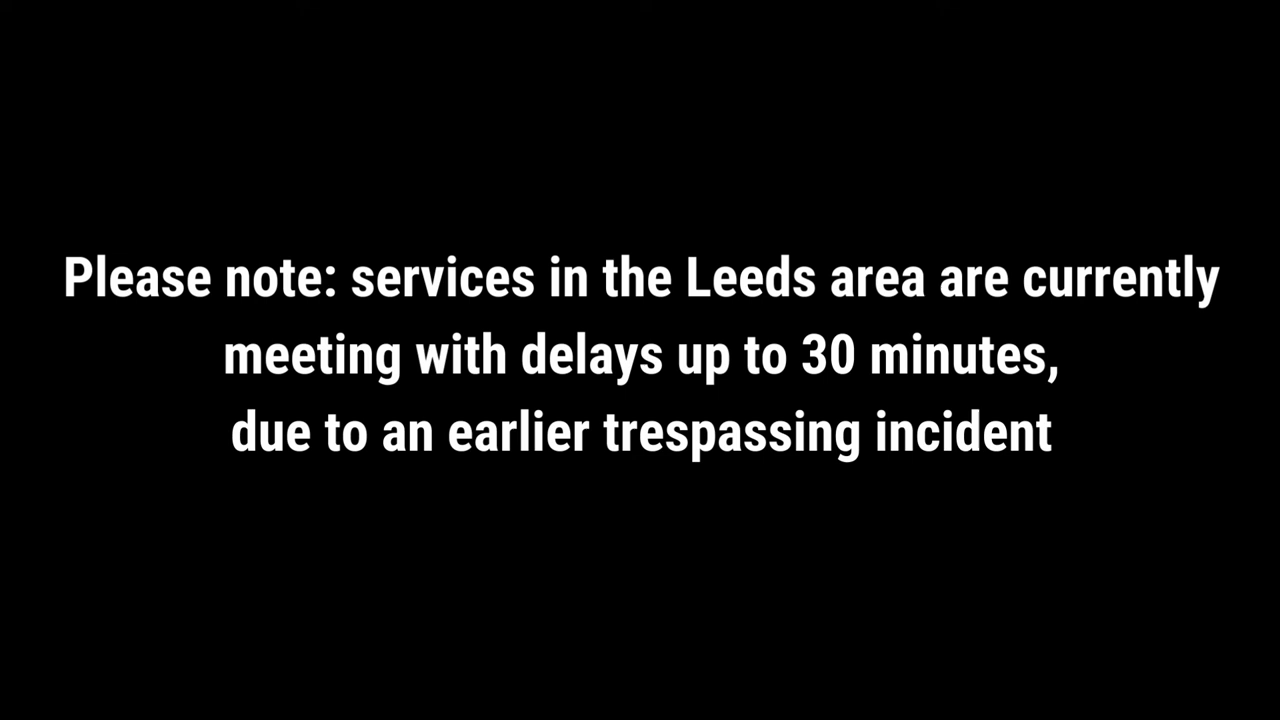 Please note: services in the Leeds area are currently
meeting with delays up to 30 minutes,
due to an earlier trespassing incident